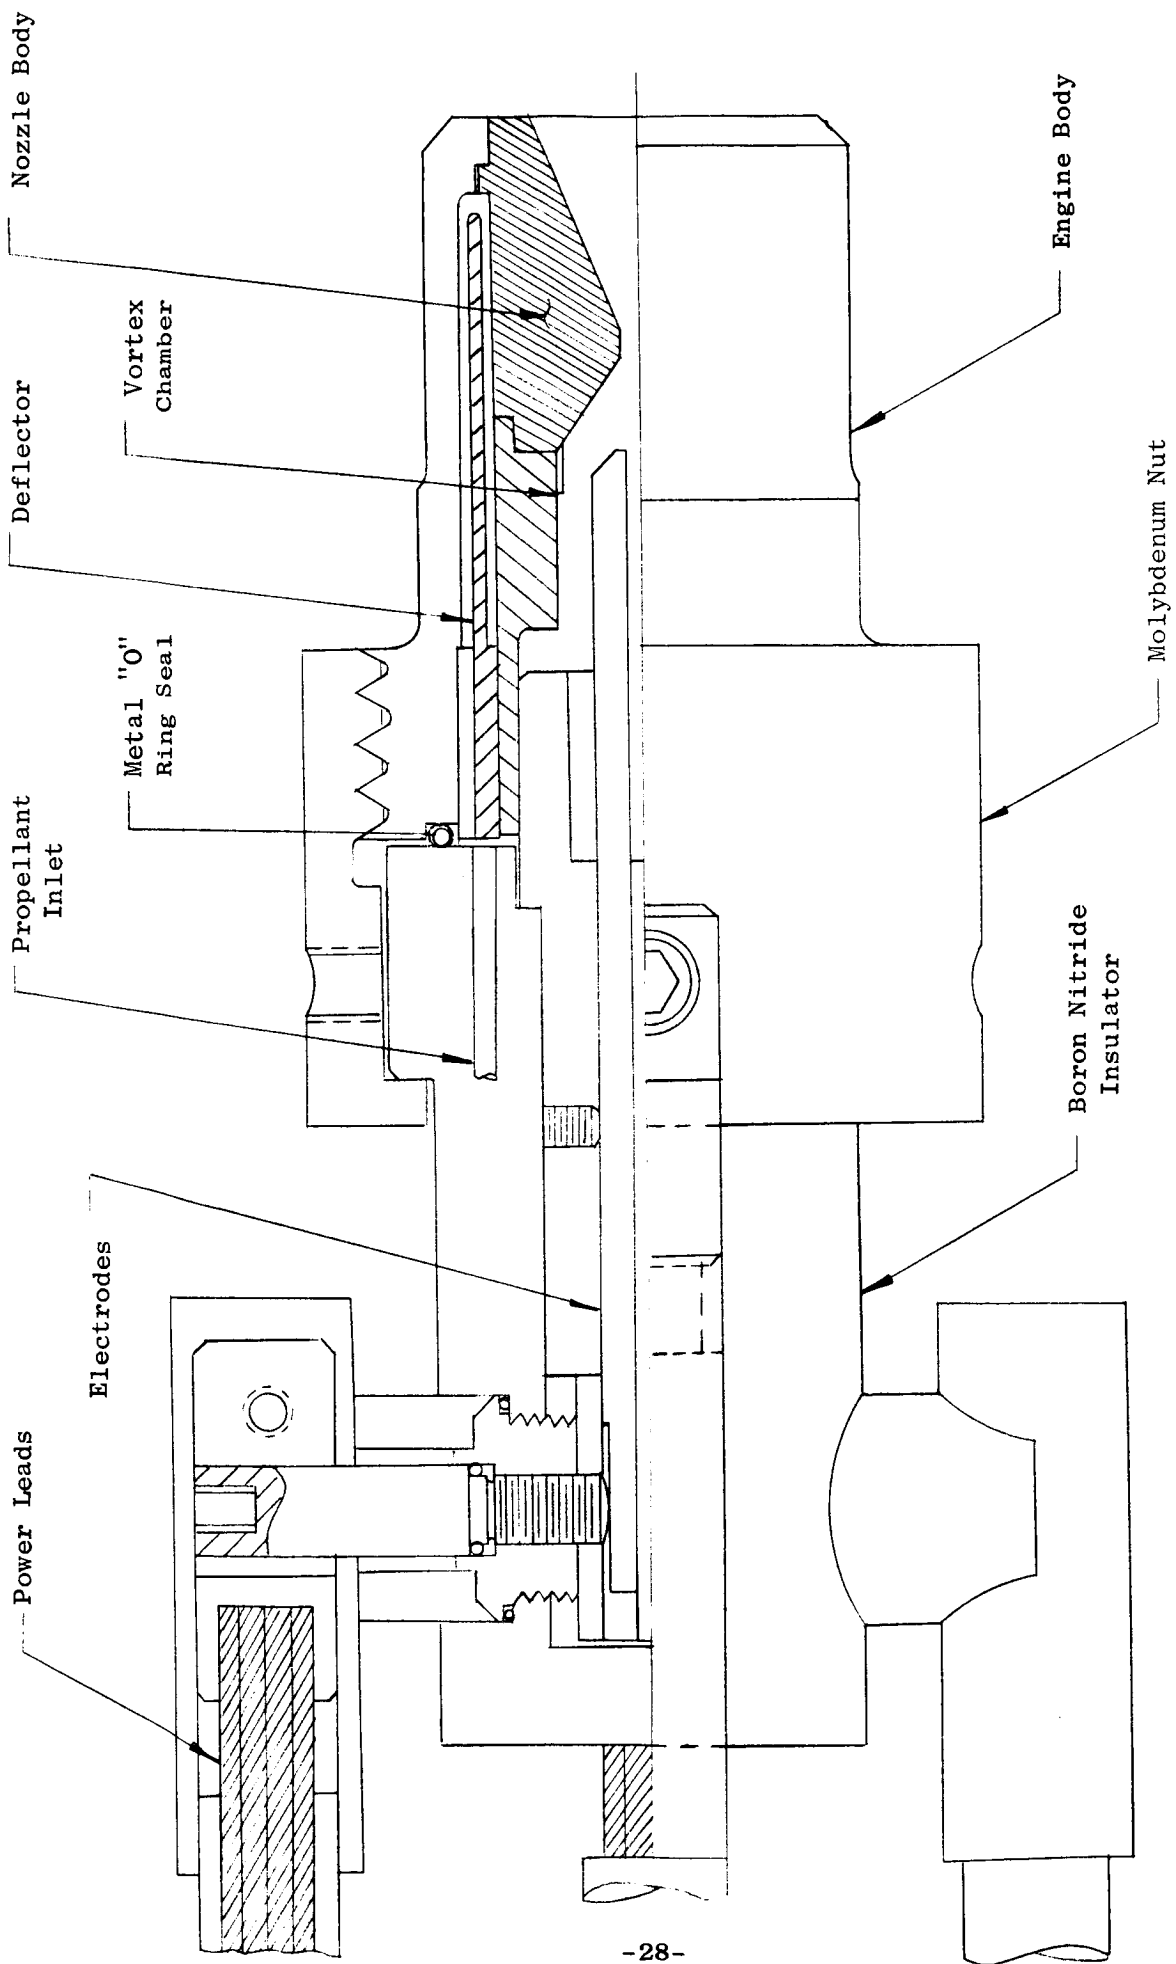 Power Leads
Electrodes
Propellant
Inlet
Metal "O"
Ring Seal
Deflector
Vortex
Chamber
Nozzle Body
Boron Nitride
Insulator
Molybdenum Nut
Engine Body
-28-